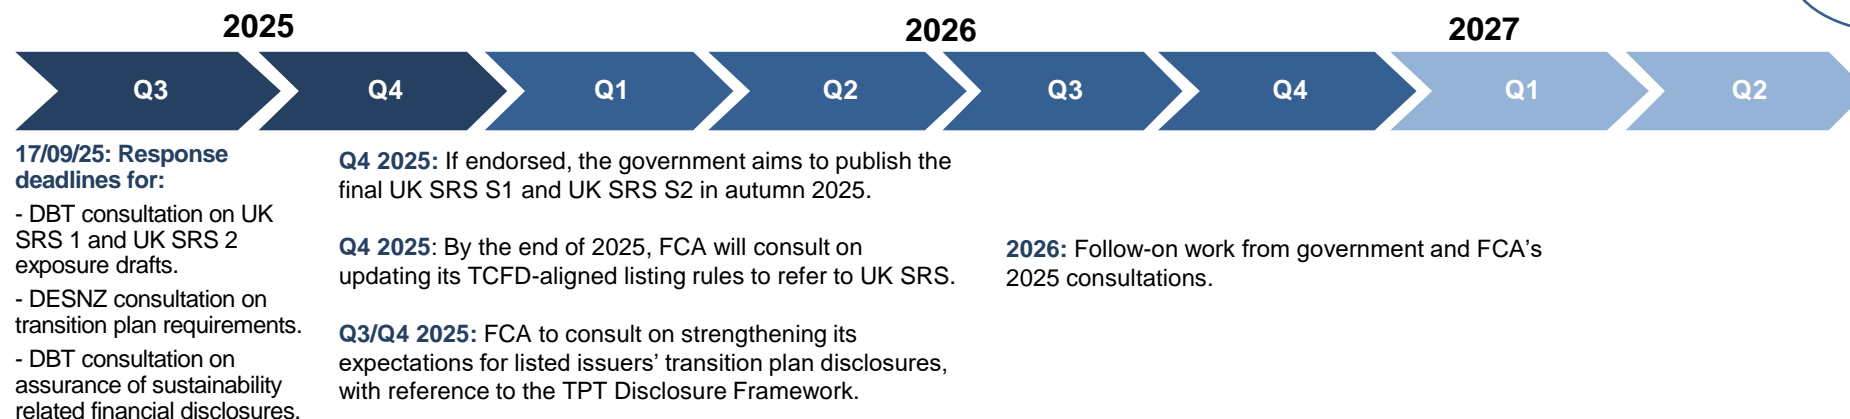 2025
2026
2027
Q3
Q4
Q1
Q2
Q3
Q4
Q1
Q2
17/09/25: Response
deadlines for:
- DBT consultation on UK
SRS 1 and UK SRS 2
exposure drafts.
- DESNZ consultation on
transition plan requirements.
- DBT consultation on
assurance of sustainability
related financial disclosures.
Q4 2025: If endorsed, the government aims to publish the
final UK SRS S1 and UK SRS S2 in autumn 2025.
Q4 2025: By the end of 2025, FCA will consult on
updating its TCFD-aligned listing rules to refer to UK SRS.
Q3/Q4 2025: FCA to consult on strengthening its
expectations for listed issuers’ transition plan disclosures,
with reference to the TPT Disclosure Framework.
2026: Follow-on work from government and FCA’s
2025 consultations.